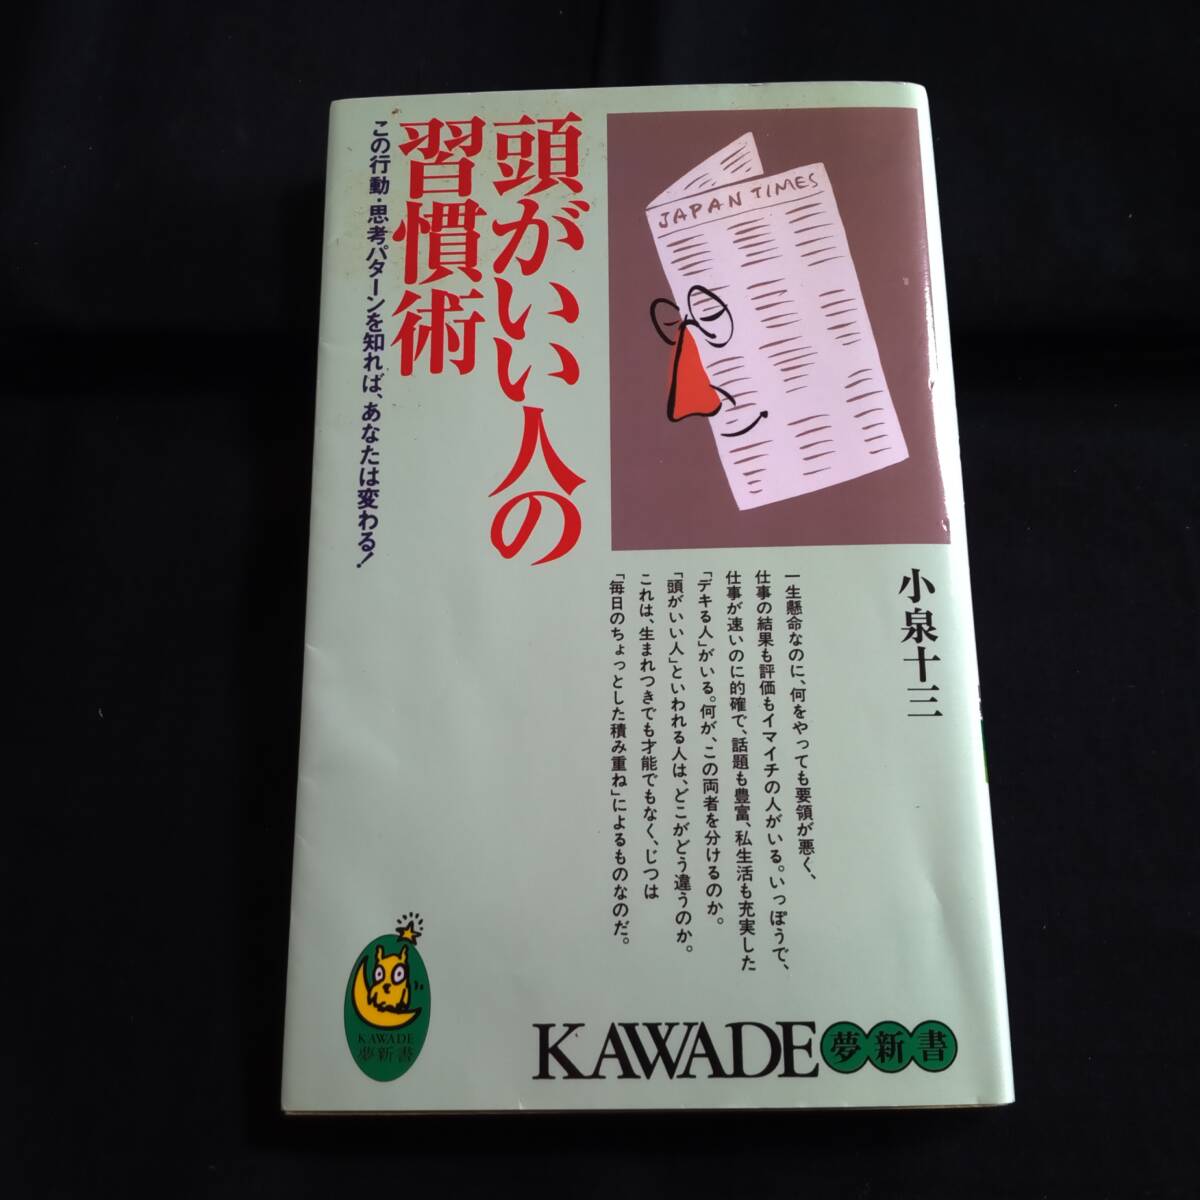 頭がいい人の
習慣術
この行動・思考パターンを知れば、あなたは変わる!
JAPAN TIMES
小泉十三
一生懸命なのに、何をやっても要領が悪く、
仕事の結果も評価もイマイチの人がいる。いっぽうで、
仕事が速いのに的確で、話題も豊富、私生活も充実した
「デキる人」がいる。何が、この両者を分けるのか。
「頭がいい人」といわれる人は、どこがどう違うのか。
これは、生まれつきでも才能でもなく、じつは
「毎日のちょっとした積み重ね」によるものなのだ。
KAWADE
夢新書
KAWADE夢新書